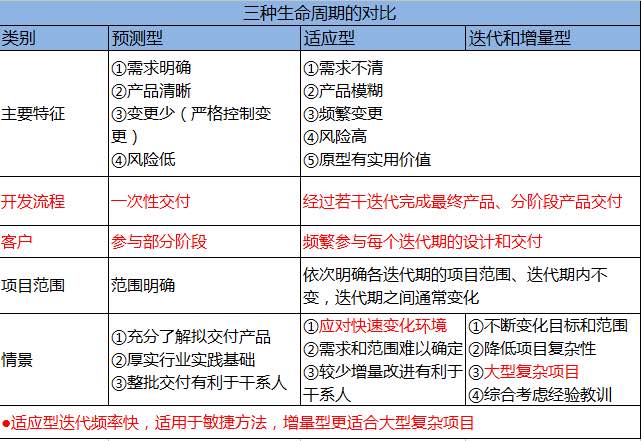 三种生命周期的对比
类别 预测型 适应型 迭代和增量型
主要特征
①需求明确
②产品清晰
③变更少（严格控制变
更）
④风险低
①需求不清
②产品模糊
③频繁变更
④风险高
⑤原型有实用价值
开发流程 一次性交付 经过若干迭代完成最终产品、分阶段产品交付
客户 参与部分阶段 频繁参与每个迭代期的设计和交付
项目范围 范围明确
依次明确各迭代期的项目范围、迭代期内不
变，迭代期之间通常变化
情景
①充分了解拟交付产品
②厚实行业实践基础
③整批交付有利于干系人
①应对快速变化环境
②需求和范围难以确定
③较少增量改进有利于
干系人
①不断变化目标和范围
②降低项目复杂性
③大型复杂项目
④综合考虑经验教训
●适应型迭代频率快，适用于敏捷方法，增量型更适合大型复杂项目